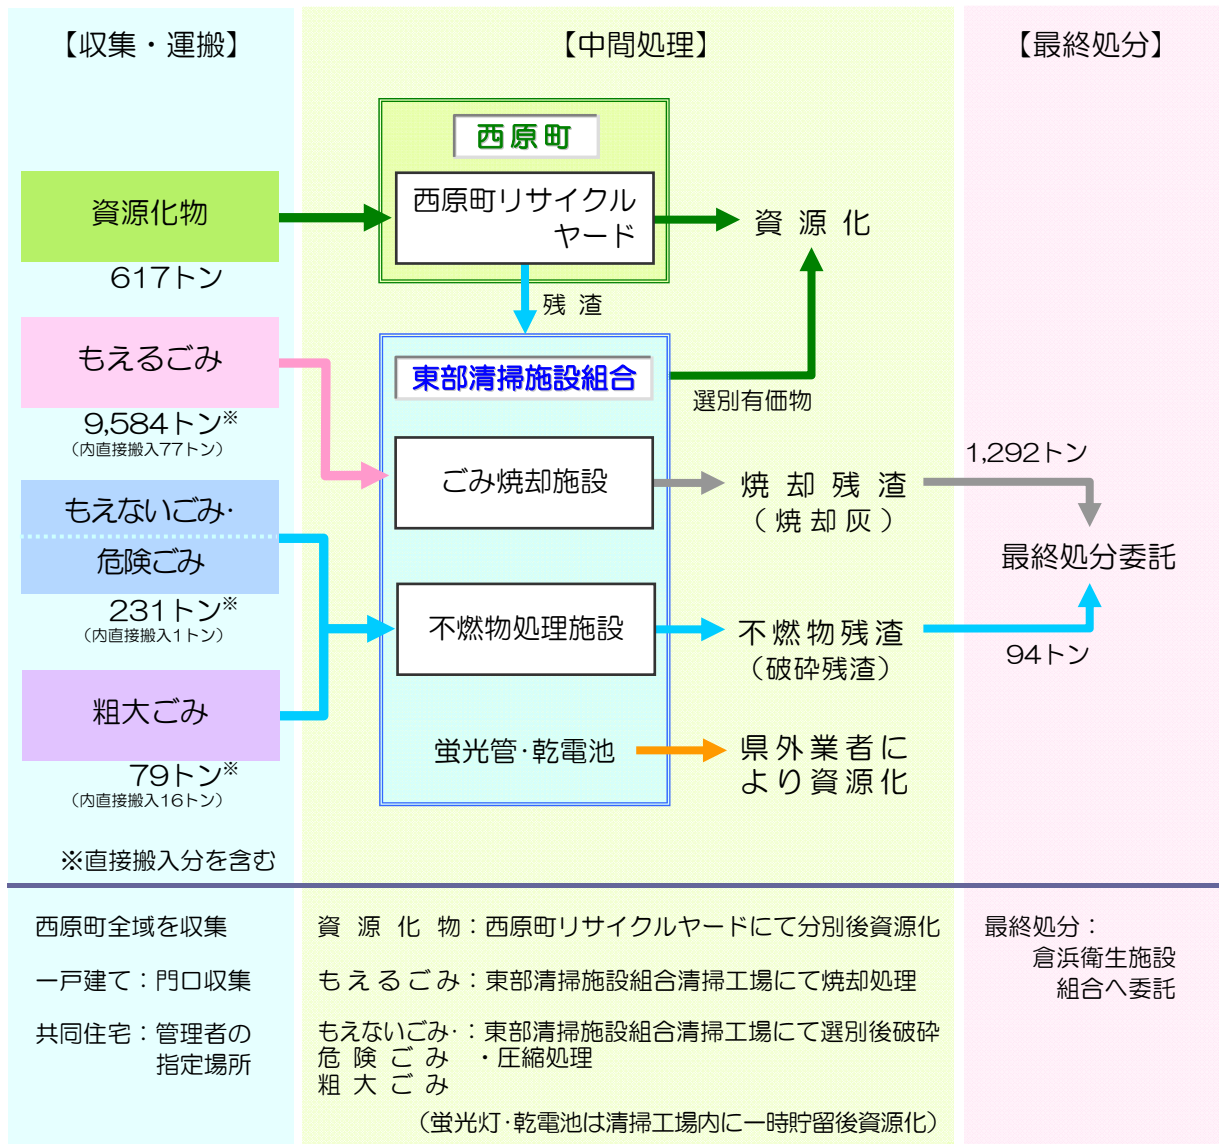 【収集・運搬】
資源化物
617トン
もえるごみ
9,584トン※
（内直接搬入77トン）
もえないごみ・
危険ごみ
231トン※
（内直接搬入1トン）
粗大ごみ
79トン※
（内直接搬入16トン）
※直接搬入分を含む
【中間処理】
西原町
西原町リサイクル
ヤード
資源化
残渣
東部清掃施設組合
選別有価物
ごみ焼却施設
焼却残渣
（焼却灰）
不燃物処理施設
不燃物残渣
（破砕残渣）
蛍光管・乾電池
県外業者に
より資源化
【最終処分】
1,292トン
最終処分委託
94トン
西原町全域を収集
一戸建て：門口収集
共同住宅：管理者の
指定場所
資源化物：西原町リサイクルヤードにて分別後資源化
もえるごみ：東部清掃施設組合清掃工場にて焼却処理
もえないごみ・：東部清掃施設組合清掃工場にて選別後破砕
危険ごみ　・圧縮処理
粗大ごみ
（蛍光灯・乾電池は清掃工場内に一時貯留後資源化）
最終処分：
倉浜衛生施設
組合へ委託